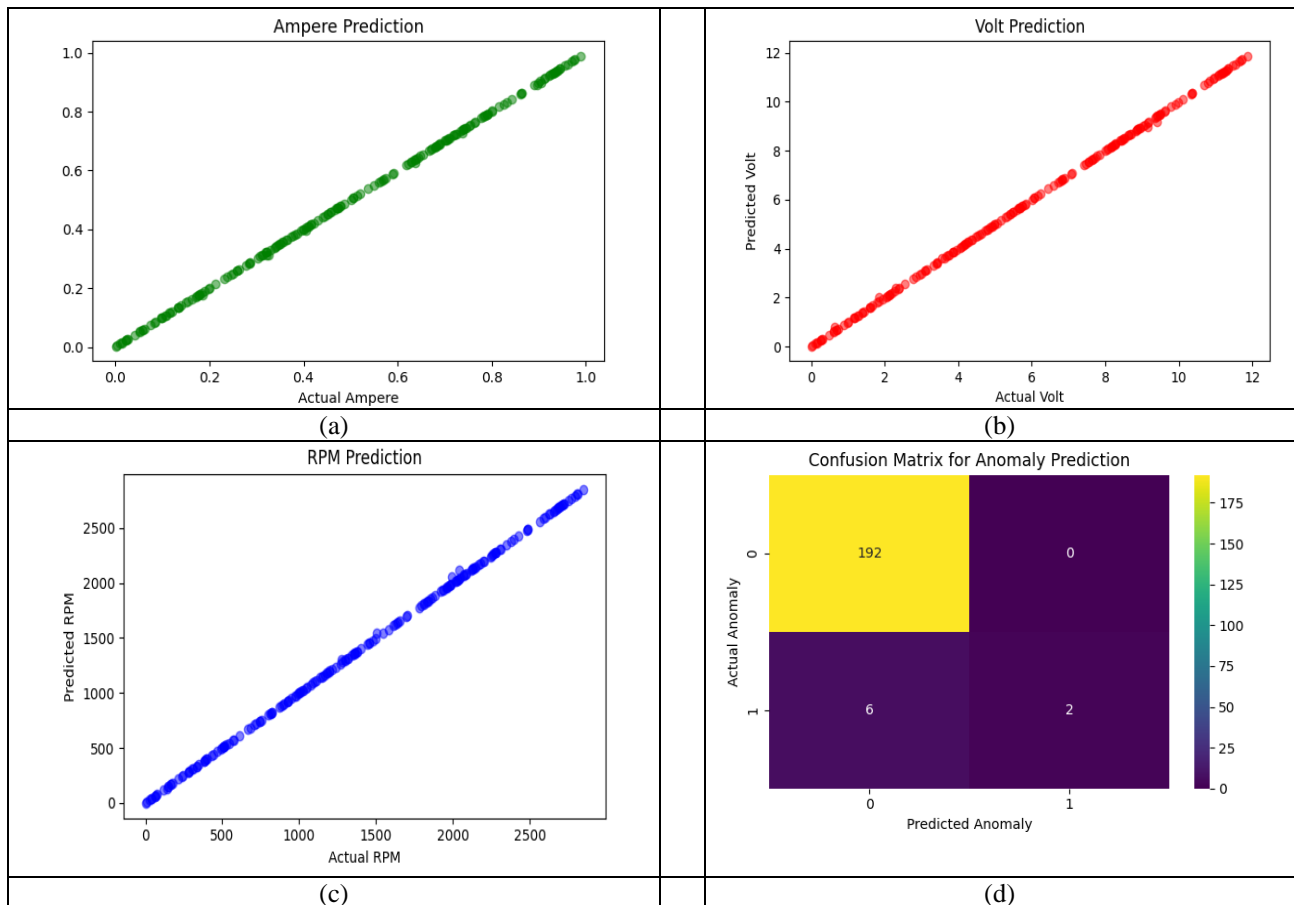 Ampere Prediction
1.0
0.8
0.6
0.4
0.2
0.0
0.0 0.2 0.4 0.6 0.8 1.0
Actual Ampere
(a)
Volt Prediction
Predicted Volt
12
10
8
6
4
2
0
0 2 4 6 8 10 12
Actual Volt
(b)
RPM Prediction
Predicted RPM
2500
2000
1500
1000
500
0
0 500 1000 1500 2000 2500
Actual RPM
(c)
Confusion Matrix for Anomaly Prediction
Actual Anomaly
0
192 0
1
6 2
0 1
Predicted Anomaly
175
150
125
100
75
50
25
0
(d)